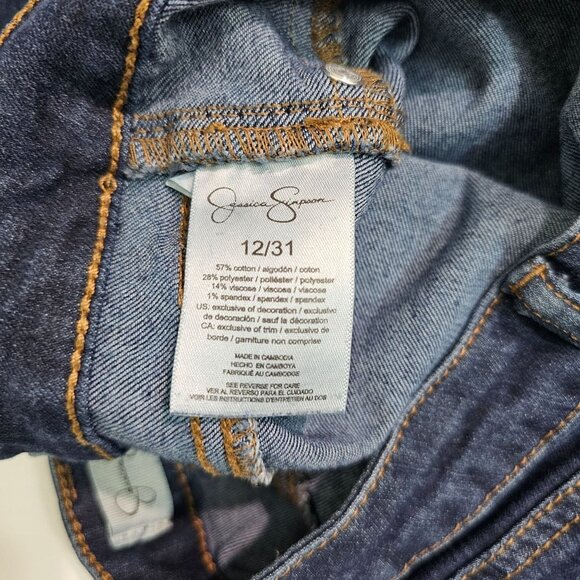 Jessica Simpson
12/31
57% cotton / algodón / coton
28% polyester / poliéster / polyester
14% viscose / viscosa / viscose
1% spandex / spandex / spandex
US: exclusive of decoration / exclusivo
de decoración / sauf la décoration
CA: exclusive of trim / exclusivo de
borde / garniture non comprise
MADE IN CAMBODIA
HECHO EN CAMBOYA
FABRIQUÉ AU CAMBODGE
SEE REVERSE FOR CARE
VER AL REVERSO PARA EL CUIDADO
VOIR LES INSTRUCTIONS D'ENTRETIEN AU DOS